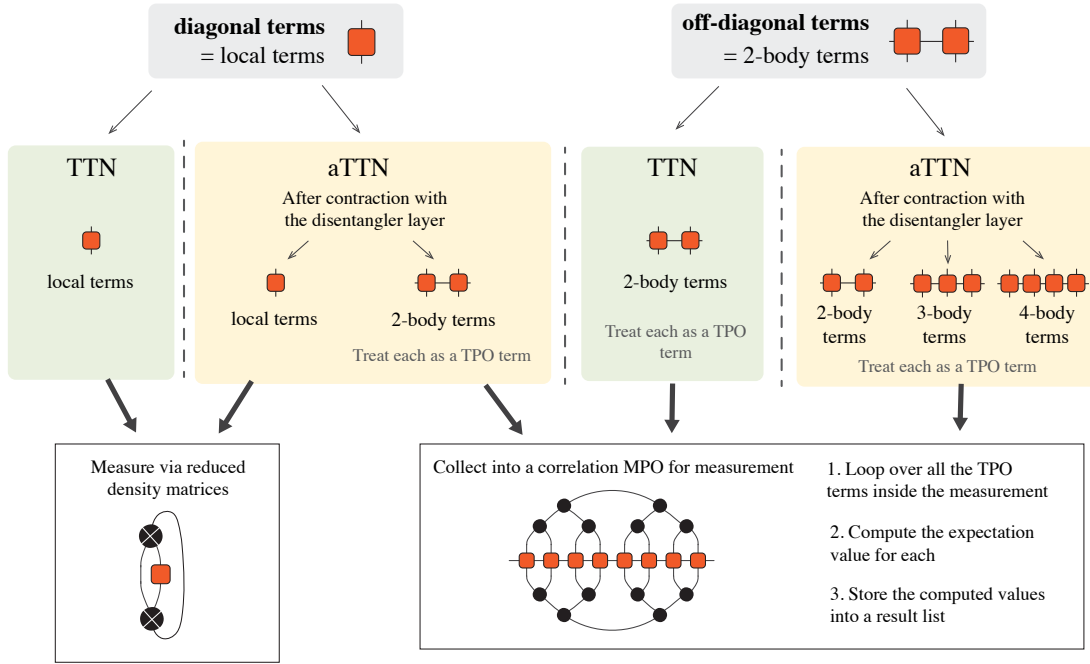 diagonal terms
= local terms
off-diagonal terms
= 2-body terms
TTN
local terms
aTTN
After contraction with
the disentangler layer
local terms
2-body terms
Treat each as a TPO term
TTN
2-body terms
Treat each as a TPO
term
aTTN
After contraction with
the disentangler layer
2-body
terms
3-body
terms
4-body
terms
Treat each as a TPO term
Measure via reduced
density matrices
Collect into a correlation MPO for measurement
1. Loop over all the TPO
terms inside the measurement
2. Compute the expectation
value for each
3. Store the computed values
into a result list